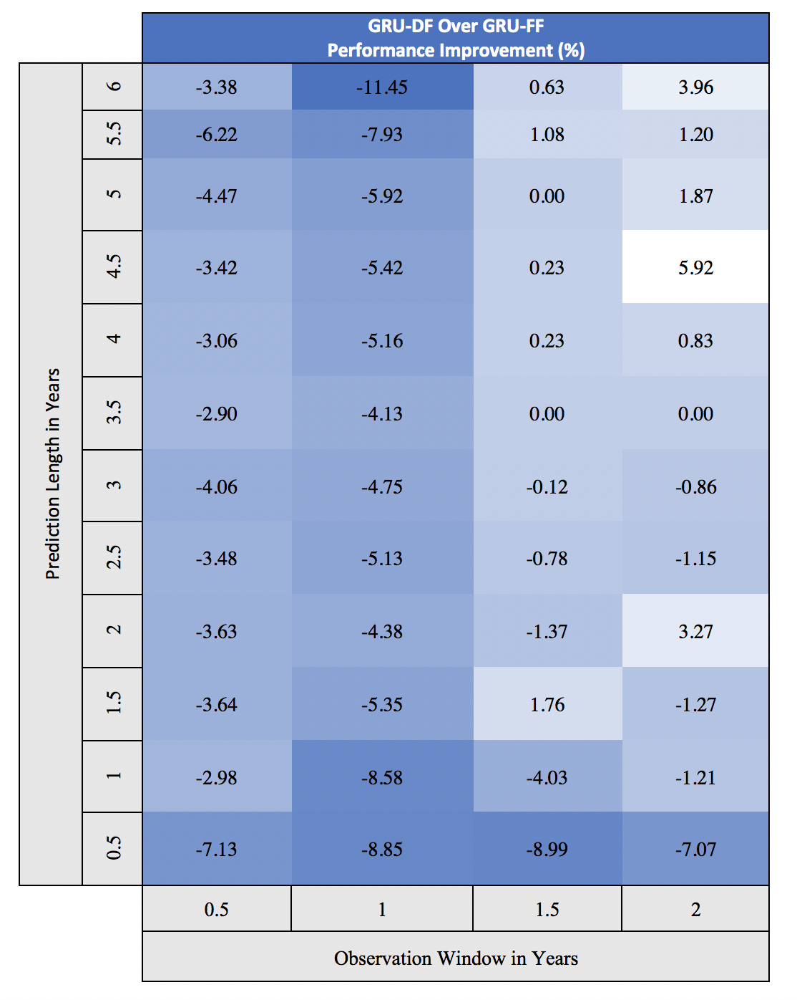 GRU-DF Over GRU-FF
Performance Improvement (%)
Prediction Length in Years
6 -3.38 -11.45 0.63 3.96
5.5 -6.22 -7.93 1.08 1.20
5 -4.47 -5.92 0.00 1.87
4.5 -3.42 -5.42 0.23 5.92
4 -3.06 -5.16 0.23 0.83
3.5 -2.90 -4.13 0.00 0.00
3 -4.06 -4.75 -0.12 -0.86
2.5 -3.48 -5.13 -0.78 -1.15
2 -3.63 -4.38 -1.37 3.27
1.5 -3.64 -5.35 1.76 -1.27
1 -2.98 -8.58 -4.03 -1.21
0.5 -7.13 -8.85 -8.99 -7.07
0.5 1 1.5 2
Observation Window in Years